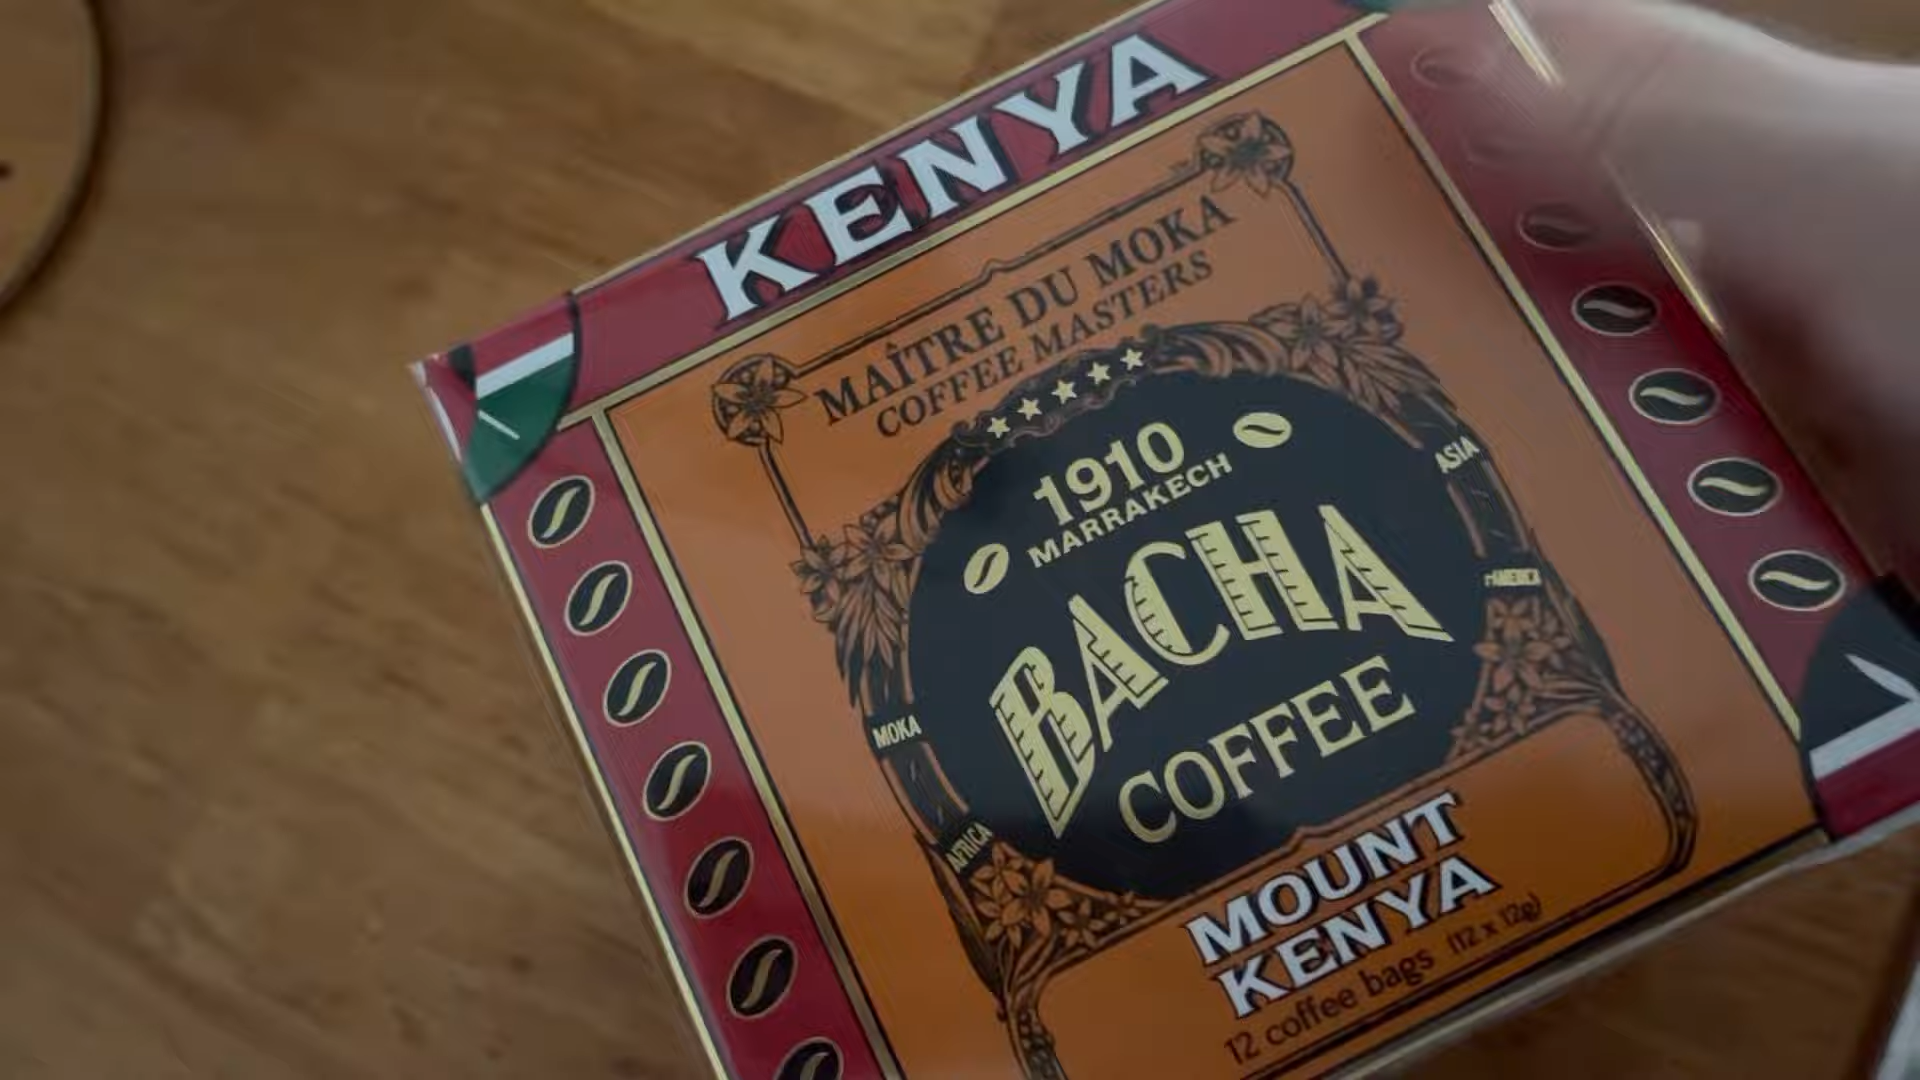 KENYA
MAÎTRE DU MOKA
COFFEE MASTERS
1910
MARRAKECH
BACHA
COFFEE
ASIA
MOKA
AFRICA
MOUNT
KENYA
12 coffee bags (12 x 12g)